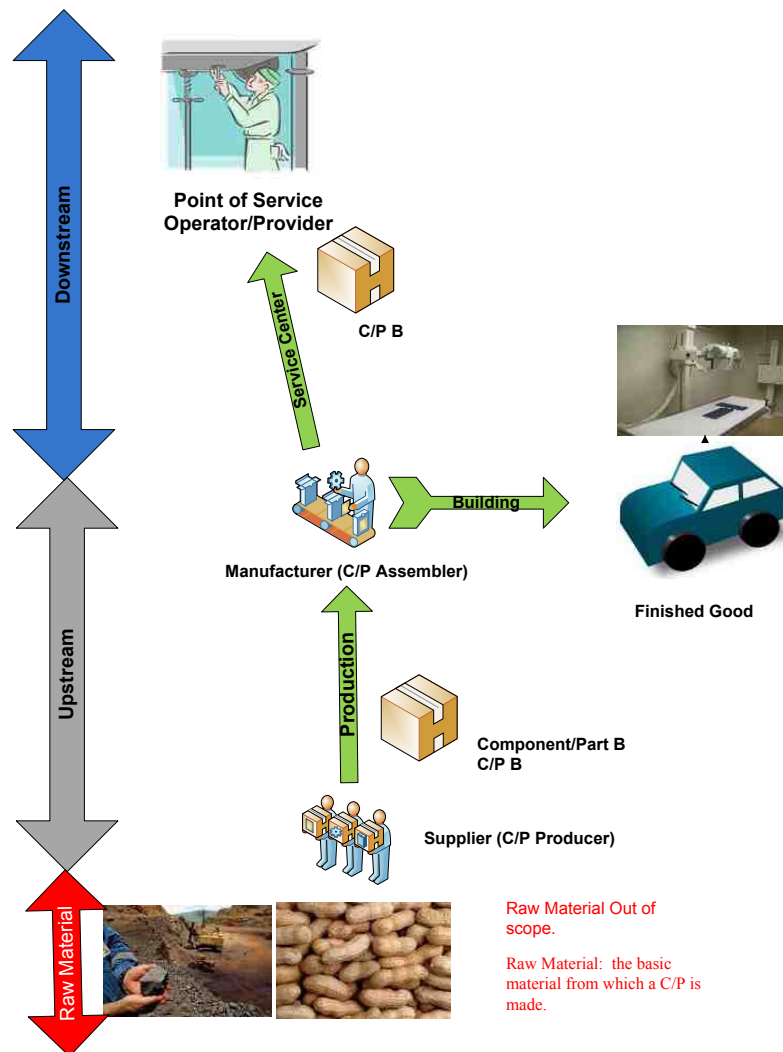 Downstream
Point of Service
Operator/Provider
Service Center
C/P B
Building
Manufacturer (C/P Assembler)
Finished Good
Upstream
Production
Component/Part B
C/P B
Supplier (C/P Producer)
Raw Material
Raw Material Out of
scope.
Raw Material:  the basic
material from which a C/P is
made.